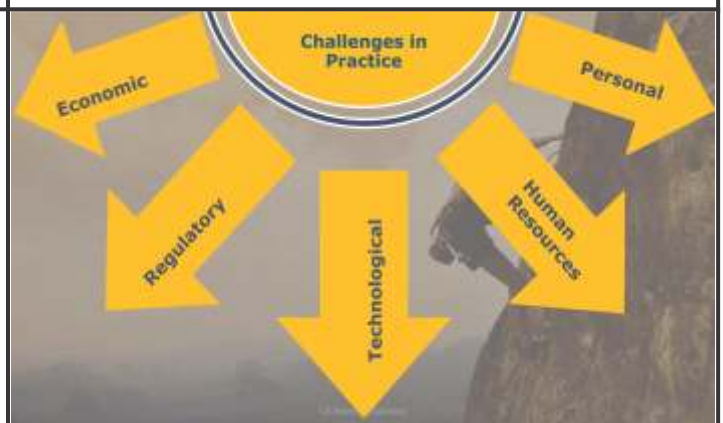 Challenges in
Practice
Economic
Regulatory
Technological
Human
Resources
Personal